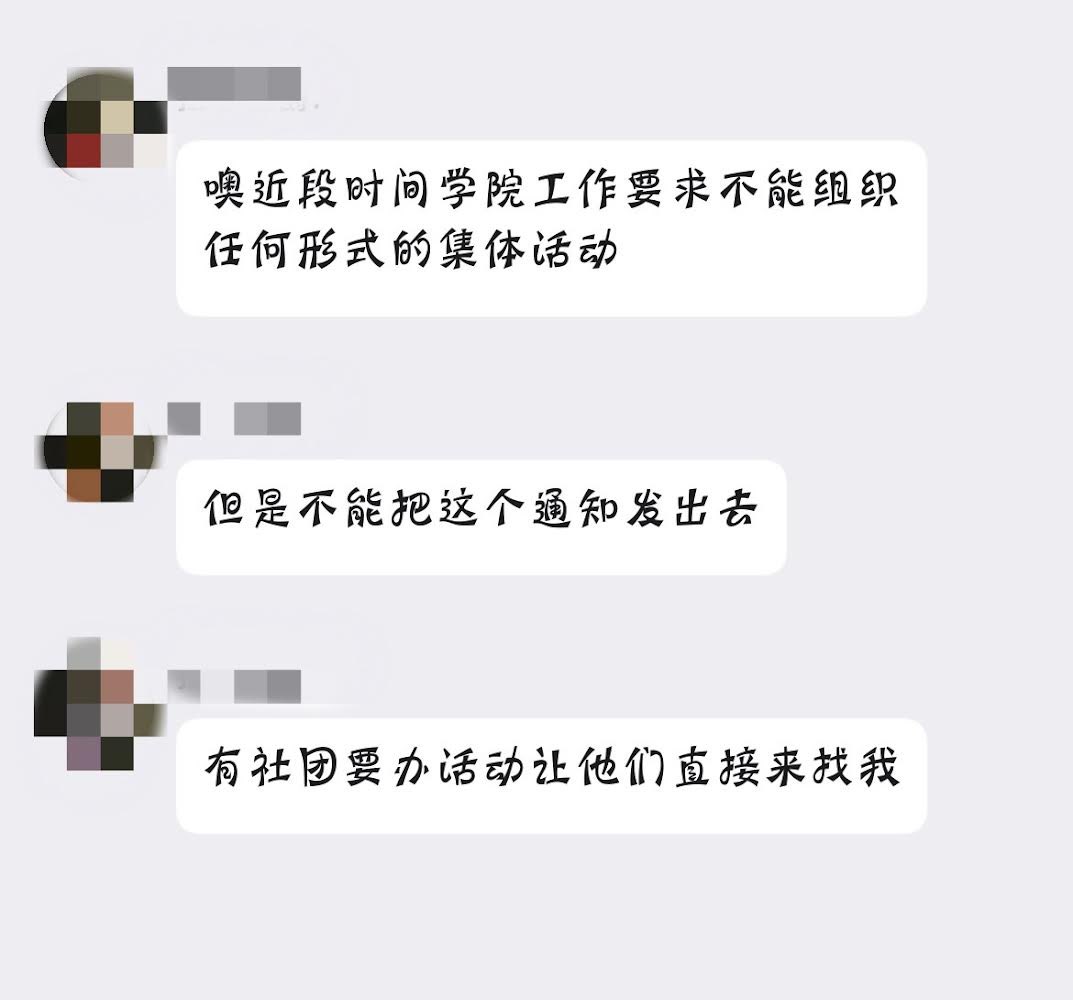 噢近段时间学院工作要求不能组织
任何形式的集体活动
但是不能把这个通知发出去
有社团要办活动让他们直接来找我